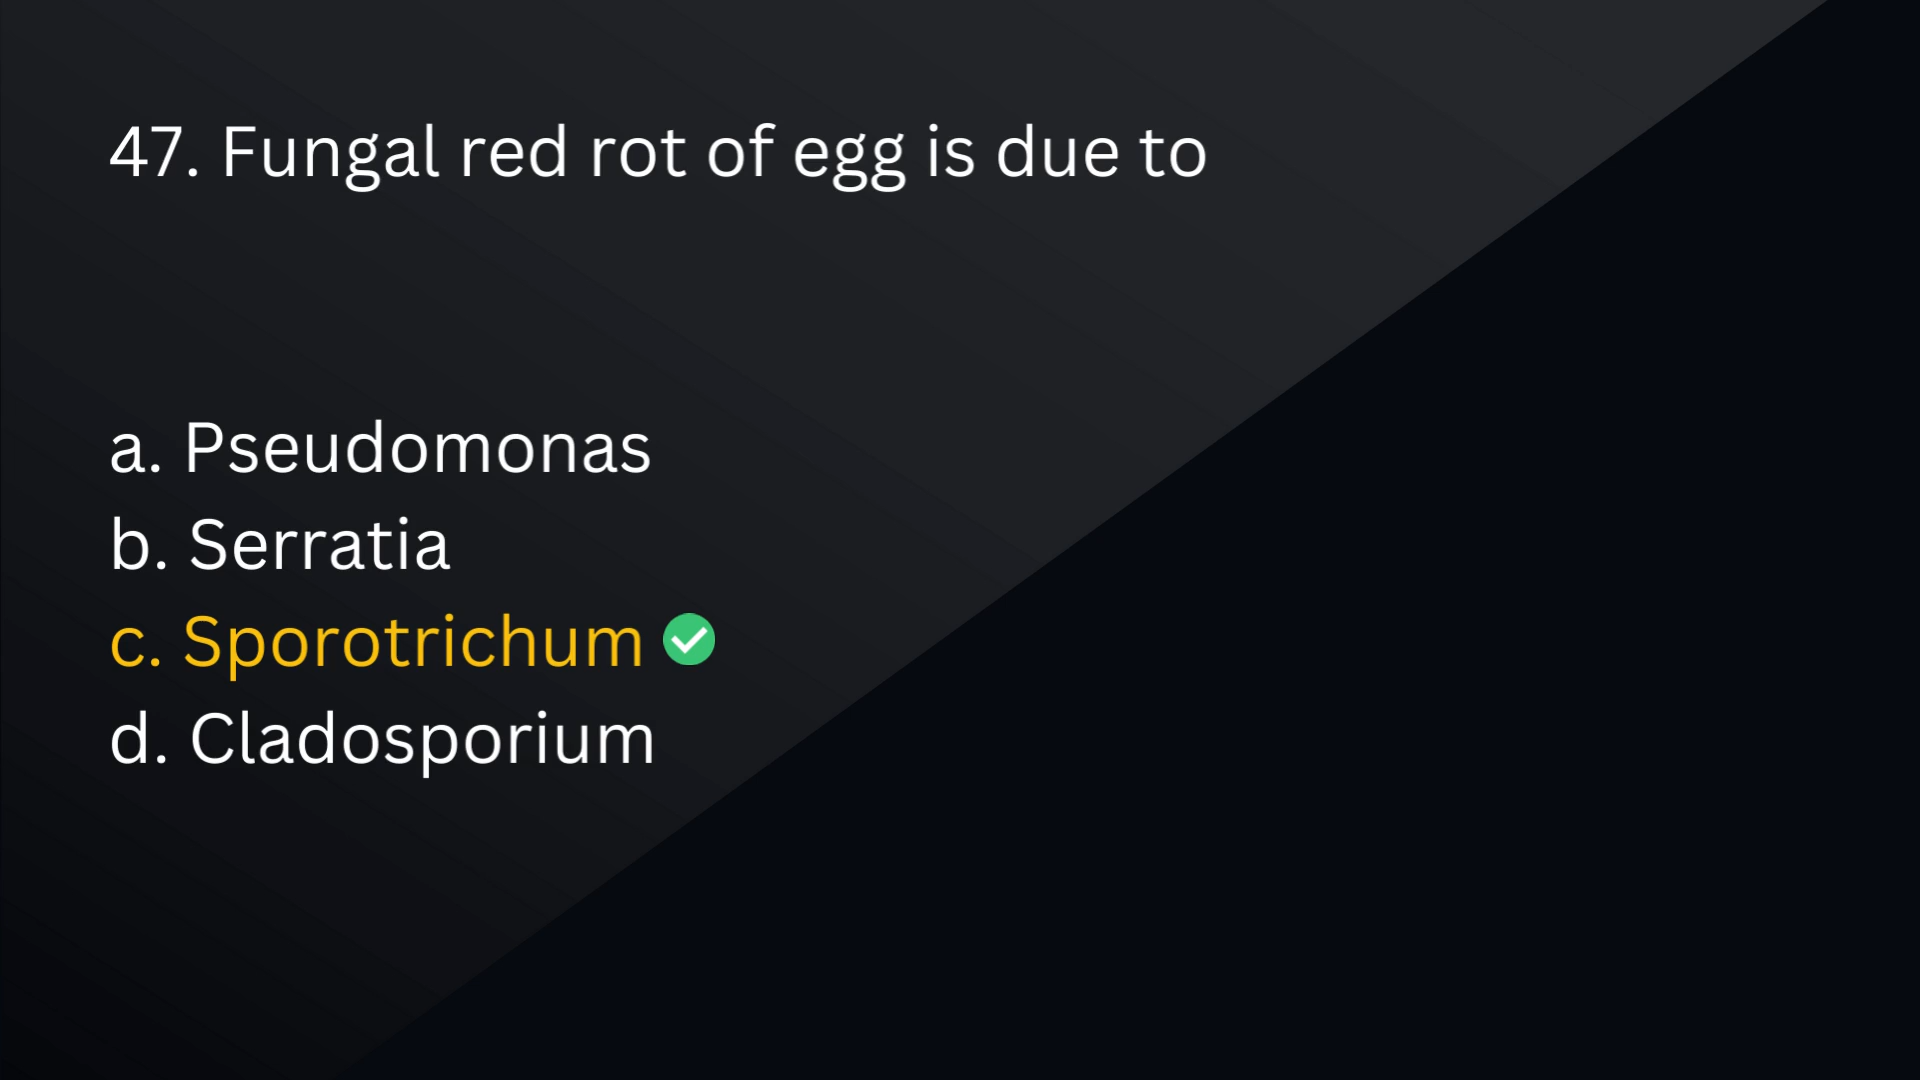 47. Fungal red rot of egg is due to
a. Pseudomonas
b. Serratia
c. Sporotrichum
d. Cladosporium